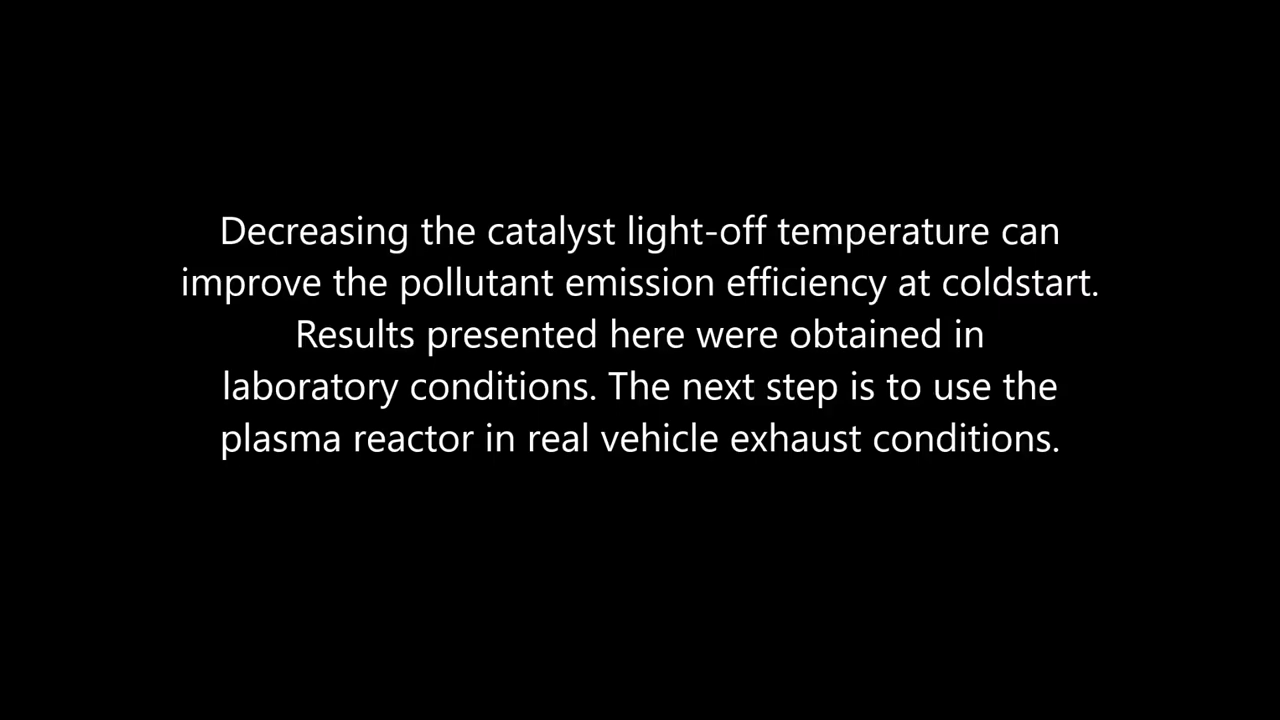 Decreasing the catalyst light-off temperature can
improve the pollutant emission efficiency at coldstart.
Results presented here were obtained in
laboratory conditions. The next step is to use the
plasma reactor in real vehicle exhaust conditions.